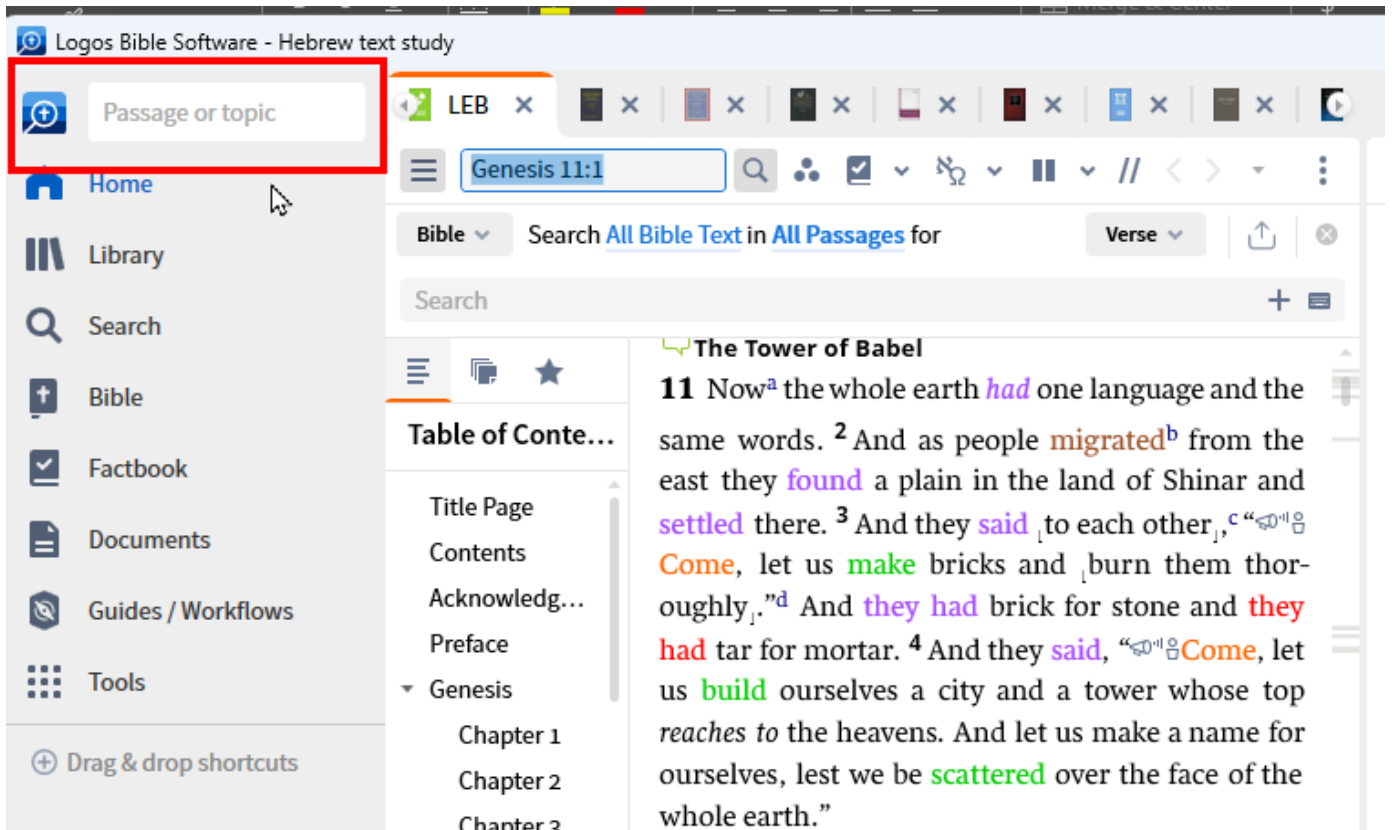 Merge & Center
$
Logos Bible Software - Hebrew text study
Passage or topic
Home
Library
Search
Bible
Factbook
Documents
Guides / Workflows
Tools
Drag & drop shortcuts
LEB
Genesis 11:1
Bible
Search All Bible Text in All Passages for
Verse
Search
Table of Conte...
Title Page
Contents
Acknowledg...
Preface
Genesis
Chapter 1
Chapter 2
Chapter 3
The Tower of Babel
11 Nowa the whole earth had one language and the
same words. 2 And as people migratedb from the
east they found a plain in the land of Shinar and
settled there. 3 And they said ⌊to each other⌋,c “
Come, let us make bricks and ⌊burn them thor-
oughly⌋.”d And they had brick for stone and they
had tar for mortar. 4 And they said, “Come, let
us build ourselves a city and a tower whose top
reaches to the heavens. And let us make a name for
ourselves, lest we be scattered over the face of the
whole earth.”